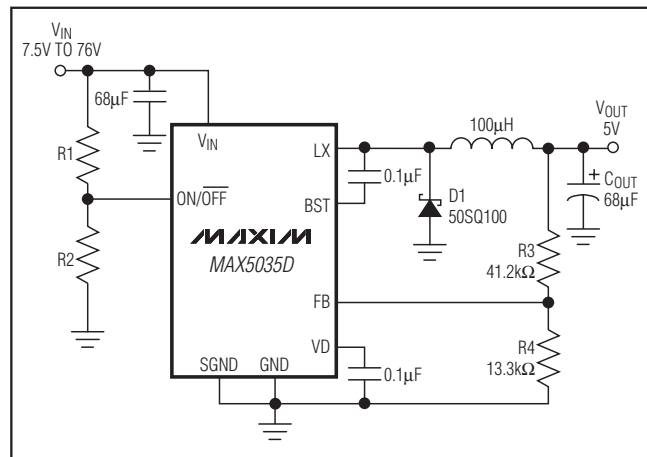 VIN
7.5V TO 76V
68µF
R1
R2
VIN
ON/OFF
LX
BST
MAXIM
MAX5035D
FB
VD
SGND
GND
0.1µF
D1
50SQ100
100µH
VOUT
5V
+
COUT
68µF
R3
41.2kΩ
R4
13.3kΩ
0.1µF